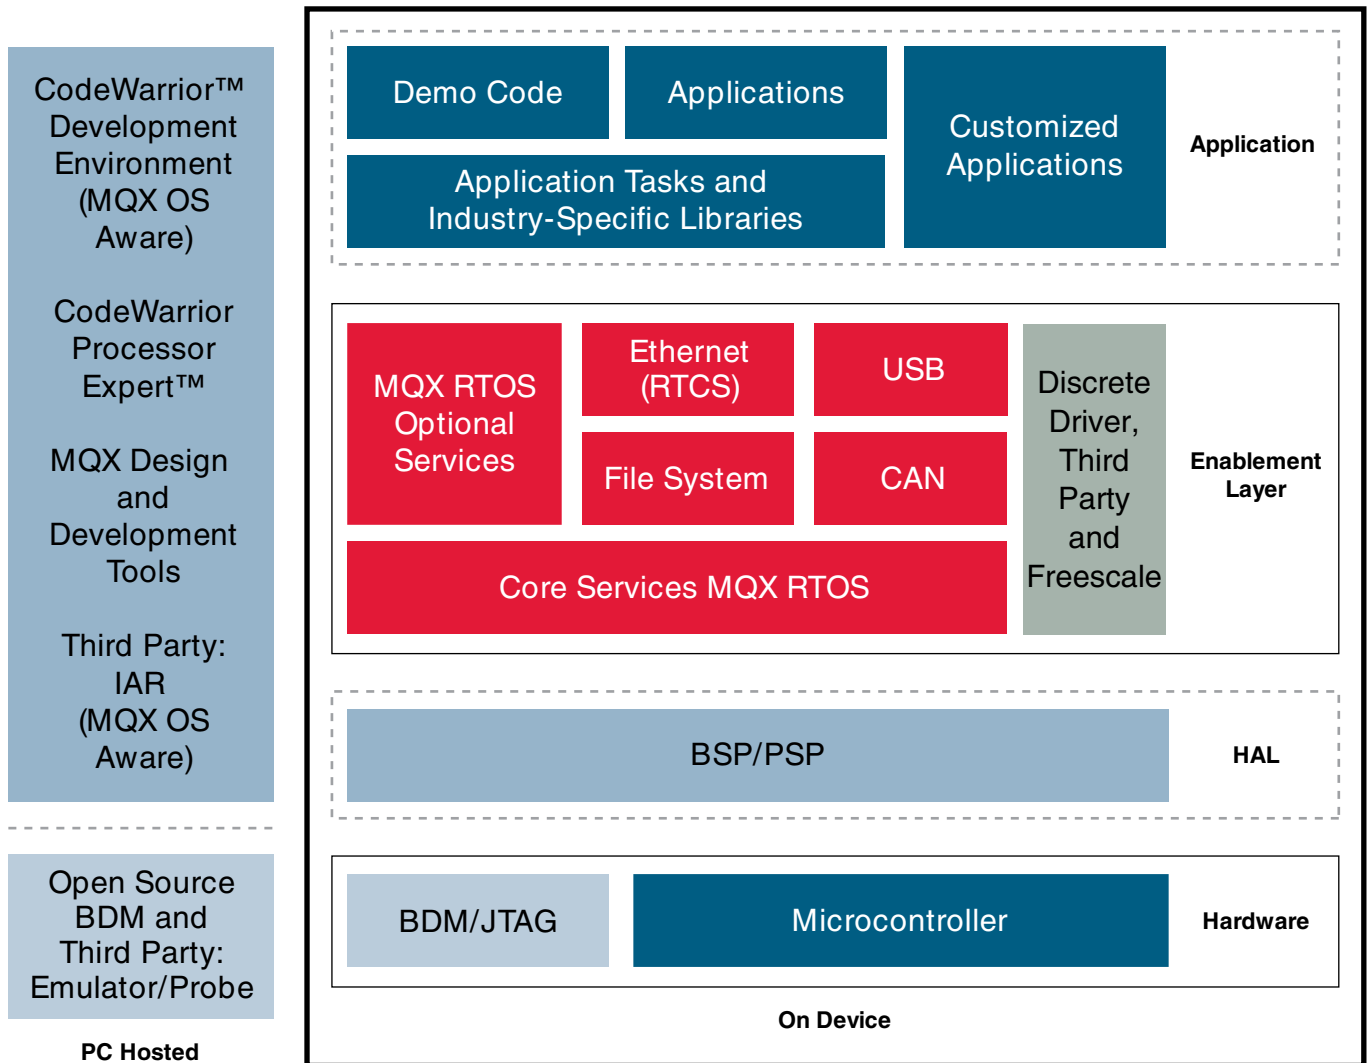 CodeWarrior™
Development
Environment
(MQX OS
Aware)
CodeWarrior
Processor
Expert™
MQX Design
and
Development
Tools
Third Party:
IAR
(MQX OS
Aware)
Open Source
BDM and
Third Party:
Emulator/Probe
PC Hosted
Demo Code
Applications
Customized
Applications
Application Tasks and
Industry-Specific Libraries
Application
MQX RTOS
Optional
Services
Ethernet
(RTCS)
USB
File System
CAN
Core Services MQX RTOS
Discrete
Driver,
Third
Party
and
Freescale
Enablement
Layer
BSP/PSP
HAL
BDM/JTAG
Microcontroller
Hardware
On Device